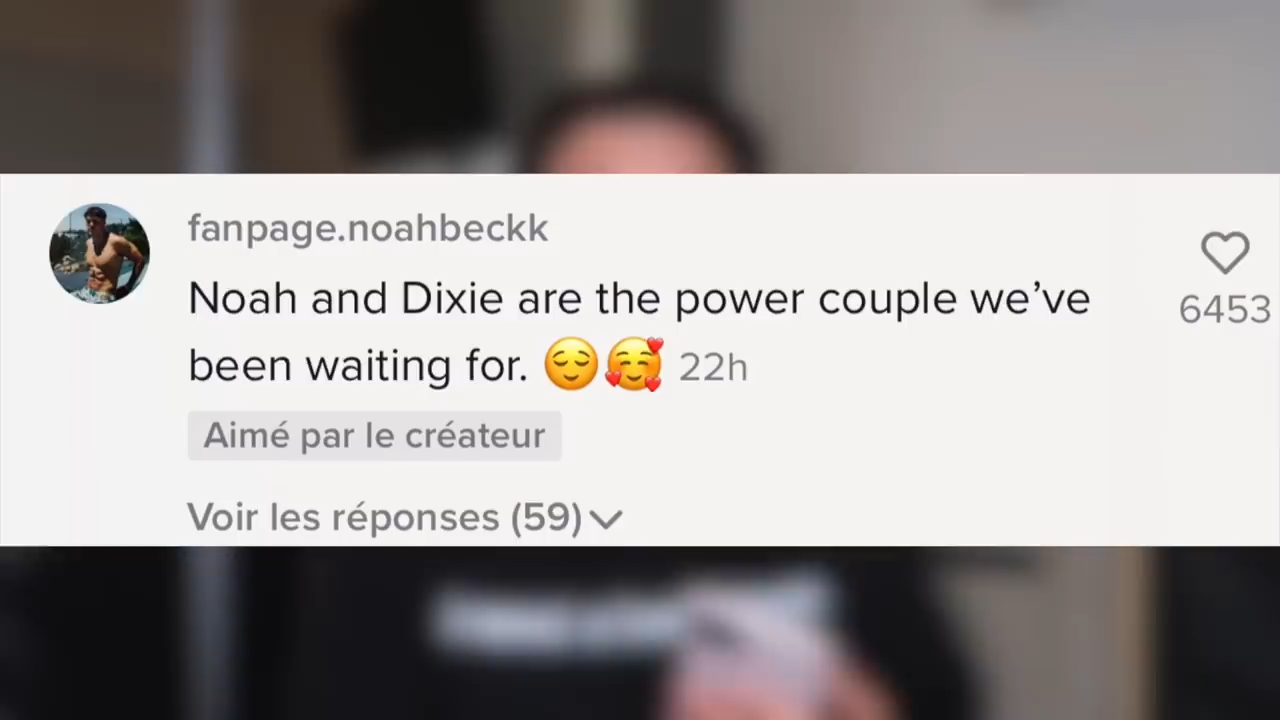 fanpage.noahbeckk
Noah and Dixie are the power couple we’ve
been waiting for. 😌🥰 22h
6453
Aimé par le créateur
Voir les réponses (59)